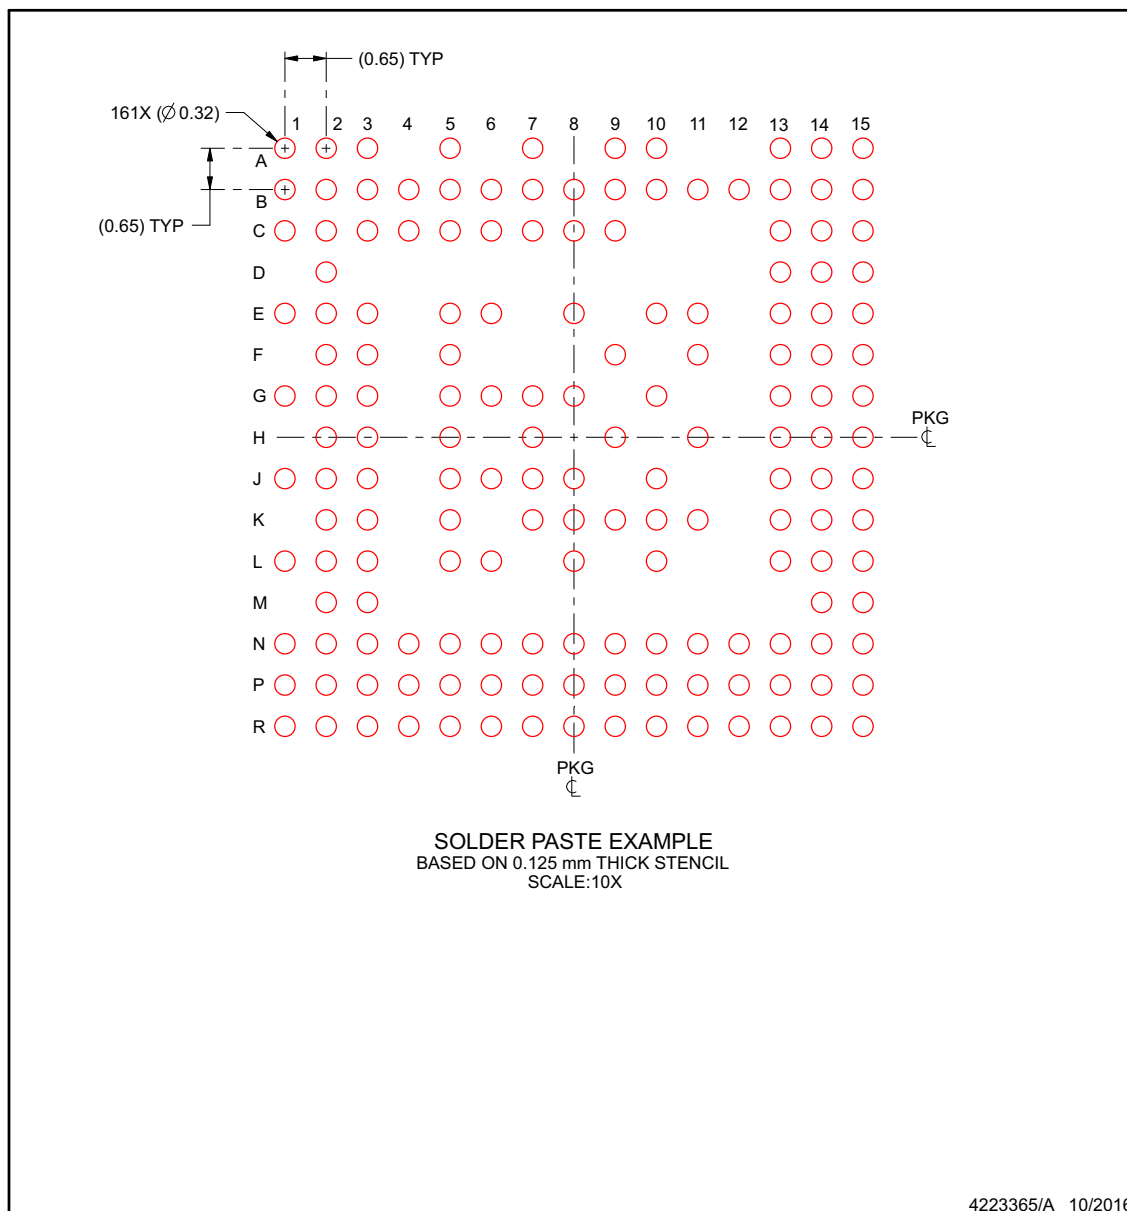 (0.65) TYP
161X (∅ 0.32)
1 2 3 4 5 6 7 8 9 10 11 12 13 14 15
A
B
(0.65) TYP
C
D
E
F
G
PKG
H
J
K
L
M
N
P
R
PKG
SOLDER PASTE EXAMPLE
BASED ON 0.125 mm THICK STENCIL
SCALE:10X
4223365/A 10/2016